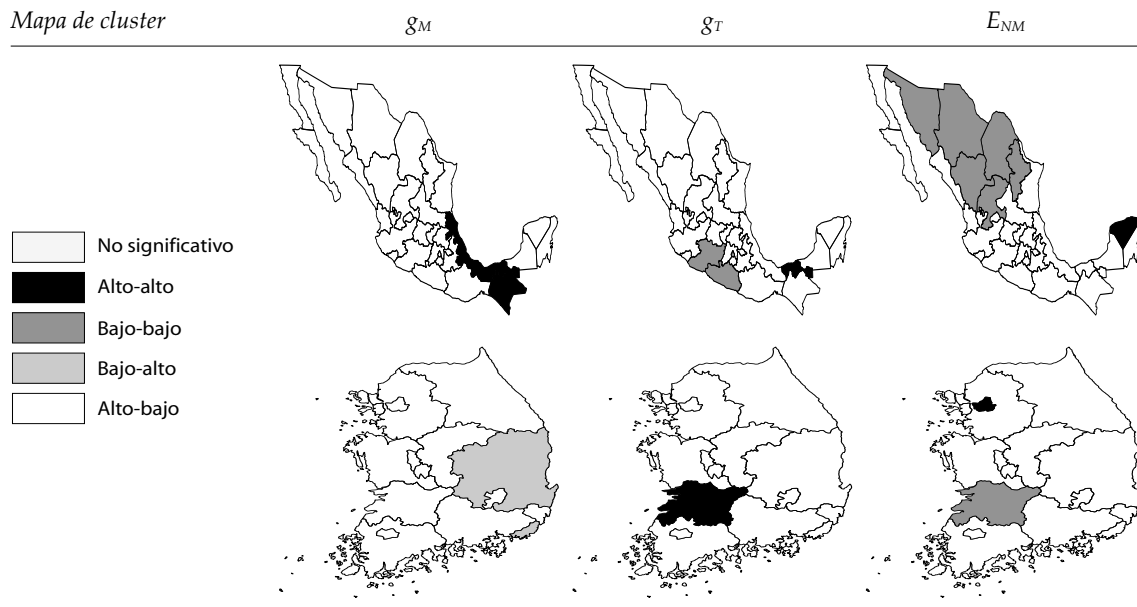 Mapa de cluster g_M g_T E_NM
No significativo
Alto-alto
Bajo-bajo
Bajo-alto
Alto-bajo